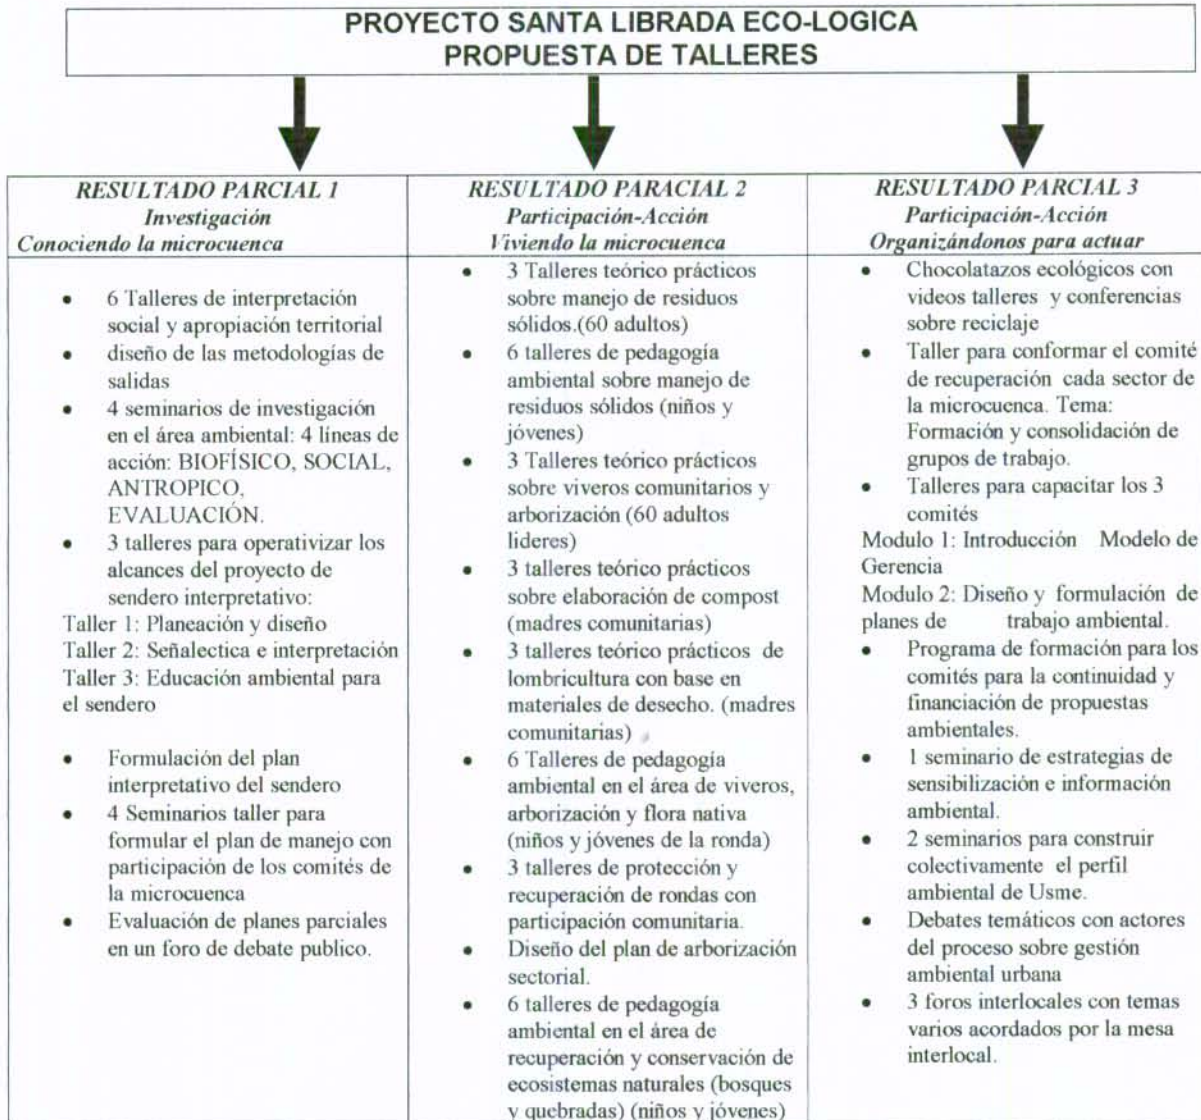 PROYECTO SANTA LIBRADA ECO-LOGICA
PROPUESTA DE TALLERES
RESULTADO PARCIAL 1
Investigación
Conociendo la microcuenca
• 6 Talleres de interpretación
social y apropiación territorial
• diseño de las metodologías de
salidas
• 4 seminarios de investigación
en el área ambiental: 4 líneas de
acción: BIOFÍSICO, SOCIAL,
ANTROPICO,
EVALUACIÓN.
• 3 talleres para operativizar los
alcances del proyecto de
sendero interpretativo:
Taller 1: Planeación y diseño
Taller 2: Señalectica e interpretación
Taller 3: Educación ambiental para
el sendero
• Formulación del plan
interpretativo del sendero
• 4 Seminarios taller para
formular el plan de manejo con
participación de los comités de
la microcuenca
• Evaluación de planes parciales
en un foro de debate publico.
RESULTADO PARACIAL 2
Participación-Acción
Viviendo la microcuenca
• 3 Talleres teórico prácticos
sobre manejo de residuos
sólidos.(60 adultos)
• 6 talleres de pedagogía
ambiental sobre manejo de
residuos sólidos (niños y
jóvenes)
• 3 Talleres teórico prácticos
sobre viveros comunitarios y
arborización (60 adultos
lideres)
• 3 talleres teórico prácticos
sobre elaboración de compost
(madres comunitarias)
• 3 talleres teórico prácticos de
lombricultura con base en
materiales de desecho. (madres
comunitarias)
• 6 Talleres de pedagogía
ambiental en el área de viveros,
arborización y flora nativa
(niños y jóvenes de la ronda)
• 3 talleres de protección y
recuperación de rondas con
participación comunitaria.
• Diseño del plan de arborización
sectorial.
• 6 talleres de pedagogía
ambiental en el área de
recuperación y conservación de
ecosistemas naturales (bosques
y quebradas) (niños y jóvenes)
RESULTADO PARCIAL 3
Participación-Acción
Organizándonos para actuar
• Chocolatazos ecológicos con
videos talleres y conferencias
sobre reciclaje
• Taller para conformar el comité
de recuperación cada sector de
la microcuenca. Tema:
Formación y consolidación de
grupos de trabajo.
• Talleres para capacitar los 3
comités
Modulo 1: Introducción Modelo de
Gerencia
Modulo 2: Diseño y formulación de
planes de trabajo ambiental.
• Programa de formación para los
comités para la continuidad y
financiación de propuestas
ambientales.
• 1 seminario de estrategias de
sensibilización e información
ambiental.
• 2 seminarios para construir
colectivamente el perfil
ambiental de Usme.
• Debates temáticos con actores
del proceso sobre gestión
ambiental urbana
• 3 foros interlocales con temas
varios acordados por la mesa
interlocal.